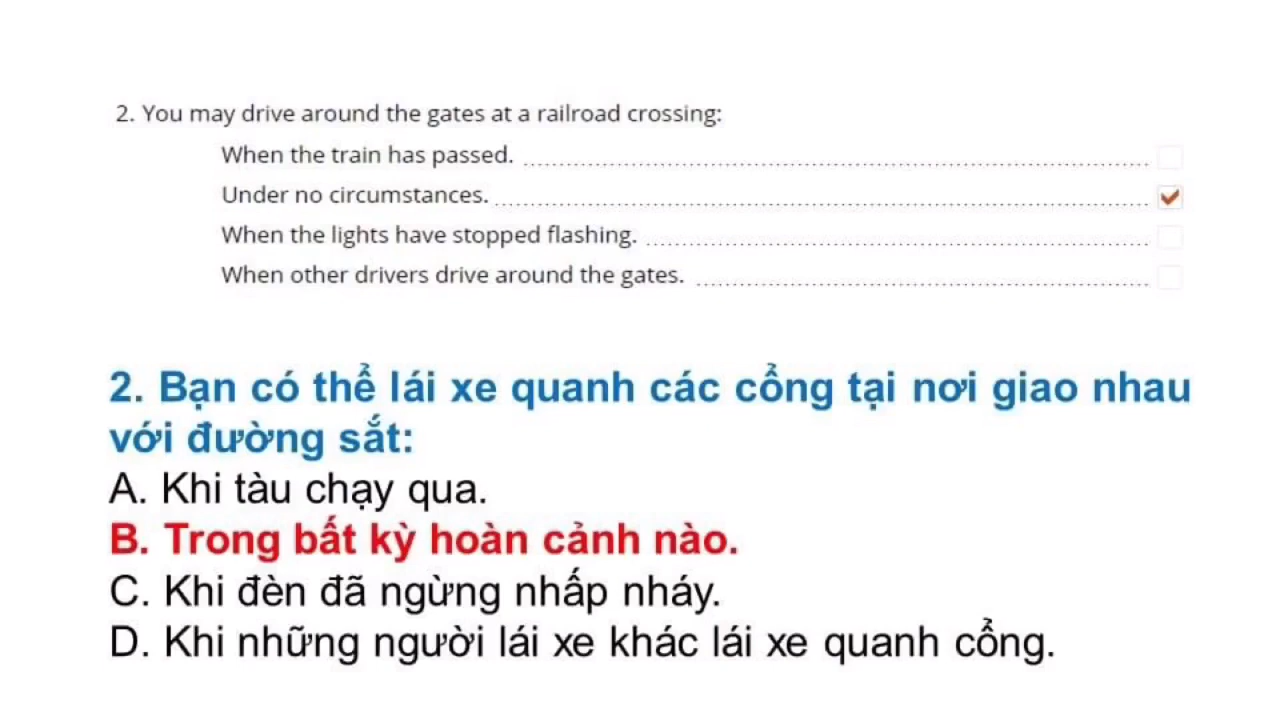 2. You may drive around the gates at a railroad crossing:
When the train has passed.
Under no circumstances.
When the lights have stopped flashing.
When other drivers drive around the gates.
2. Bạn có thể lái xe quanh các cổng tại nơi giao nhau
với đường sắt:
A. Khi tàu chạy qua.
B. Trong bất kỳ hoàn cảnh nào.
C. Khi đèn đã ngừng nhấp nháy.
D. Khi những người lái xe khác lái xe quanh cổng.